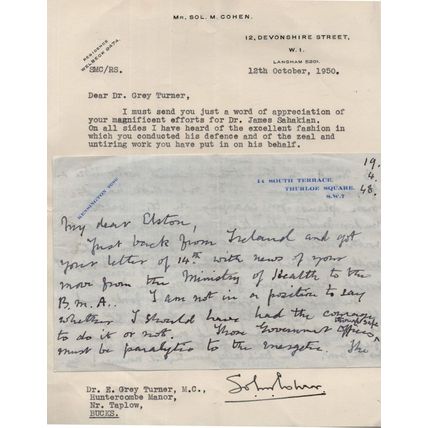 MR. SOL. M. COHEN.
RESIDENCE
WELBECK
12, DEVONSHIRE STREET,
W. 1.
LANGHAM 5201.
SMC/RS.
12th October, 1950.
Dear Dr. Grey Turner,
I must send you just a word of appreciation of
your magnificent efforts for Dr. James Sahakian.
On all sides I have heard of the excellent fashion in
which you conducted his defence and of the zeal and
untiring work you have put in on his behalf.
19.
4.
48.
KENSINGTON
14 SOUTH TERRACE,
THURLOE SQUARE,
S.W.7
My dear Elston,
Just back from Ireland and got
your letter of 14th with news of your
move from the Ministry of Health to the
B.M.A.. I am not in a position to say
whether I should have had the courage
to do it or not. Those Government Offices
must be paralytic to the energetic. The
Dr. E. Grey Turner, M.C.,
Huntercombe Manor,
Nr. Taplow,
BUCKS.